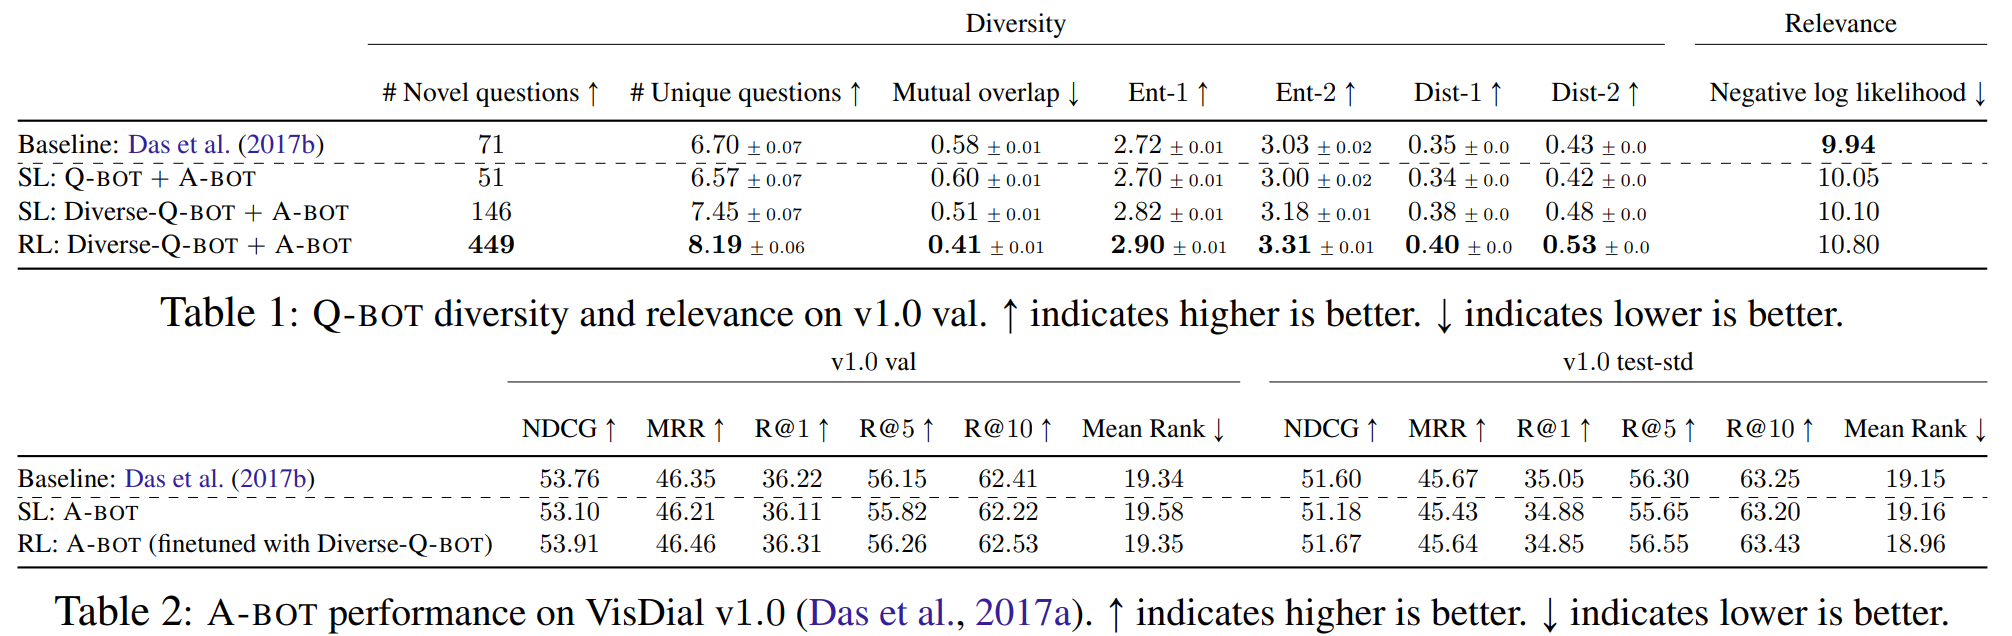 Diversity Relevance
# Novel questions ↑ # Unique questions ↑ Mutual overlap ↓ Ent-1 ↑ Ent-2 ↑ Dist-1 ↑ Dist-2 ↑ Negative log likelihood ↓
Baseline: Das et al. (2017b) 71 6.70 ± 0.07 0.58 ± 0.01 2.72 ± 0.01 3.03 ± 0.02 0.35 ± 0.0 0.43 ± 0.0 9.94
SL: Q-BOT + A-BOT 51 6.57 ± 0.07 0.60 ± 0.01 2.70 ± 0.01 3.00 ± 0.02 0.34 ± 0.0 0.42 ± 0.0 10.05
SL: Diverse-Q-BOT + A-BOT 146 7.45 ± 0.07 0.51 ± 0.01 2.82 ± 0.01 3.18 ± 0.01 0.38 ± 0.0 0.48 ± 0.0 10.10
RL: Diverse-Q-BOT + A-BOT 449 8.19 ± 0.06 0.41 ± 0.01 2.90 ± 0.01 3.31 ± 0.01 0.40 ± 0.0 0.53 ± 0.0 10.80
Table 1: Q-BOT diversity and relevance on v1.0 val. ↑ indicates higher is better. ↓ indicates lower is better.
v1.0 val v1.0 test-std
NDCG ↑ MRR ↑ R@1 ↑ R@5 ↑ R@10 ↑ Mean Rank ↓ NDCG ↑ MRR ↑ R@1 ↑ R@5 ↑ R@10 ↑ Mean Rank ↓
Baseline: Das et al. (2017b) 53.76 46.35 36.22 56.15 62.41 19.34 51.60 45.67 35.05 56.30 63.25 19.15
SL: A-BOT 53.10 46.21 36.11 55.82 62.22 19.58 51.18 45.43 34.88 55.65 63.20 19.16
RL: A-BOT (finetuned with Diverse-Q-BOT) 53.91 46.46 36.31 56.26 62.53 19.35 51.67 45.64 34.85 56.55 63.43 18.96
Table 2: A-BOT performance on VisDial v1.0 (Das et al., 2017a). ↑ indicates higher is better. ↓ indicates lower is better.